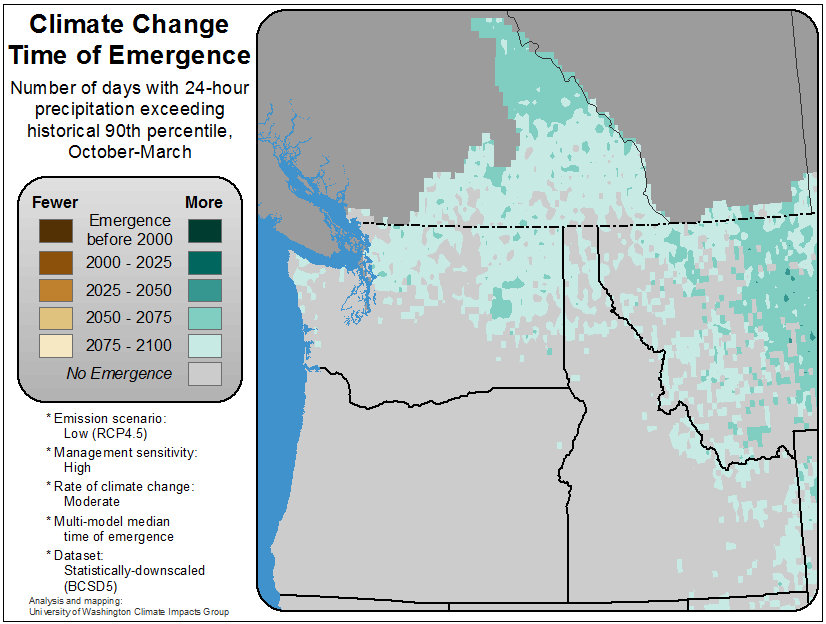 Climate Change
Time of Emergence
Number of days with 24-hour
precipitation exceeding
historical 90th percentile,
October-March
Fewer More
Emergence
before 2000
2000 - 2025
2025 - 2050
2050 - 2075
2075 - 2100
No Emergence
* Emission scenario:
Low (RCP4.5)
* Management sensitivity:
High
* Rate of climate change:
Moderate
* Multi-model median
time of emergence
* Dataset:
Statistically-downscaled
(BCSD5)
Analysis and mapping:
University of Washington Climate Impacts Group